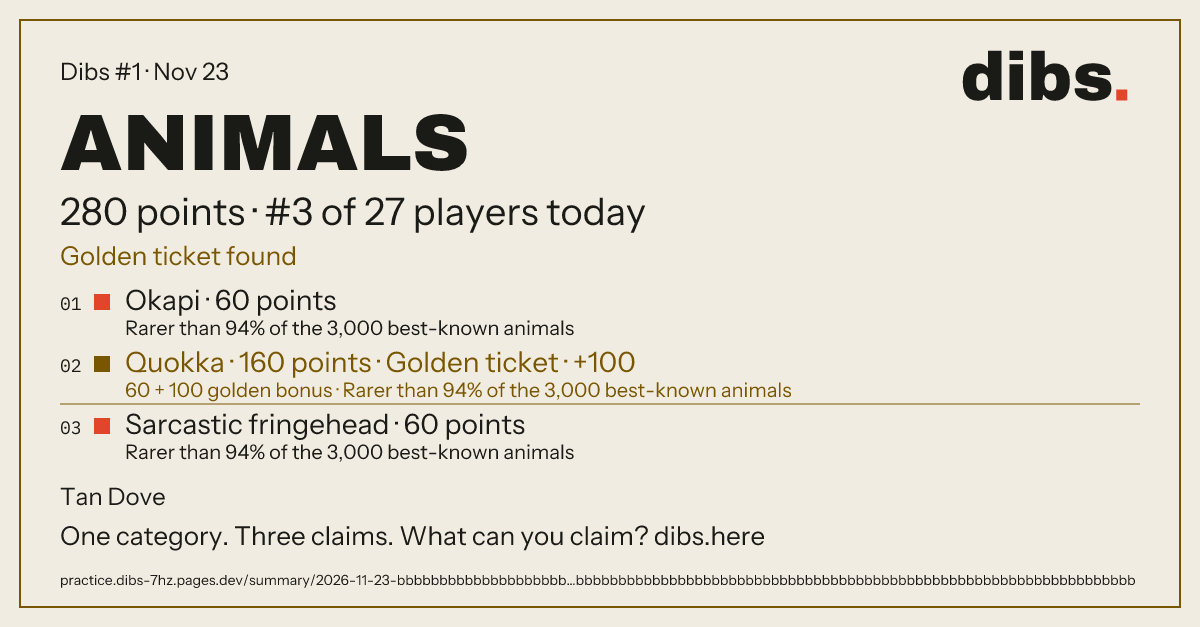 Dibs #1 · Nov 23
dibs.
ANIMALS
280 points · #3 of 27 players today
Golden ticket found
01 Okapi · 60 points
Rarer than 94% of the 3,000 best-known animals
02 Quokka · 160 points · Golden ticket · +100
60 + 100 golden bonus · Rarer than 94% of the 3,000 best-known animals
03 Sarcastic fringehead · 60 points
Rarer than 94% of the 3,000 best-known animals
Tan Dove
One category. Three claims. What can you claim? dibs.here
practice.dibs-7hz.pages.dev/summary/2026-11-23-bbbbbbbbbbbbbbbbbbbb…bbbbbbbbbbbbbbbbbbbbbbbbbbbbbbbbbbbbbbbbbbbbbbbbbbbbbbbbbbbbbbbbbb